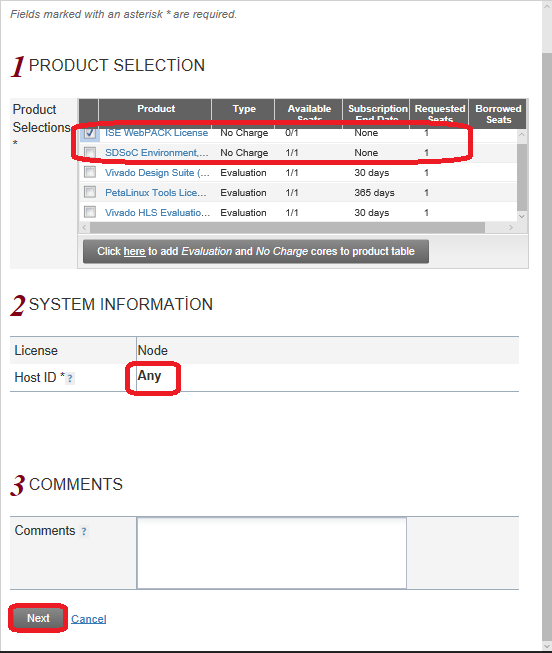 Fields marked with an asterisk * are required.
1 PRODUCT SELECTİON
Product Selections *
Product Type Available Seats Subscription End Date Requested Seats Borrowed Seats
ISE WebPACK License No Charge 0/1 None 1
SDSoC Environment,... No Charge 1/1 None 1
Vivado Design Suite (... Evaluation 1/1 30 days 1
PetaLinux Tools Lice... Evaluation 1/1 365 days 1
Vivado HLS Evaluatio... Evaluation 1/1 30 days 1
Click here to add Evaluation and No Charge cores to product table
2 SYSTEM INFORMATİON
License Node
Host ID * ? Any
3 COMMENTS
Comments ?
Next Cancel